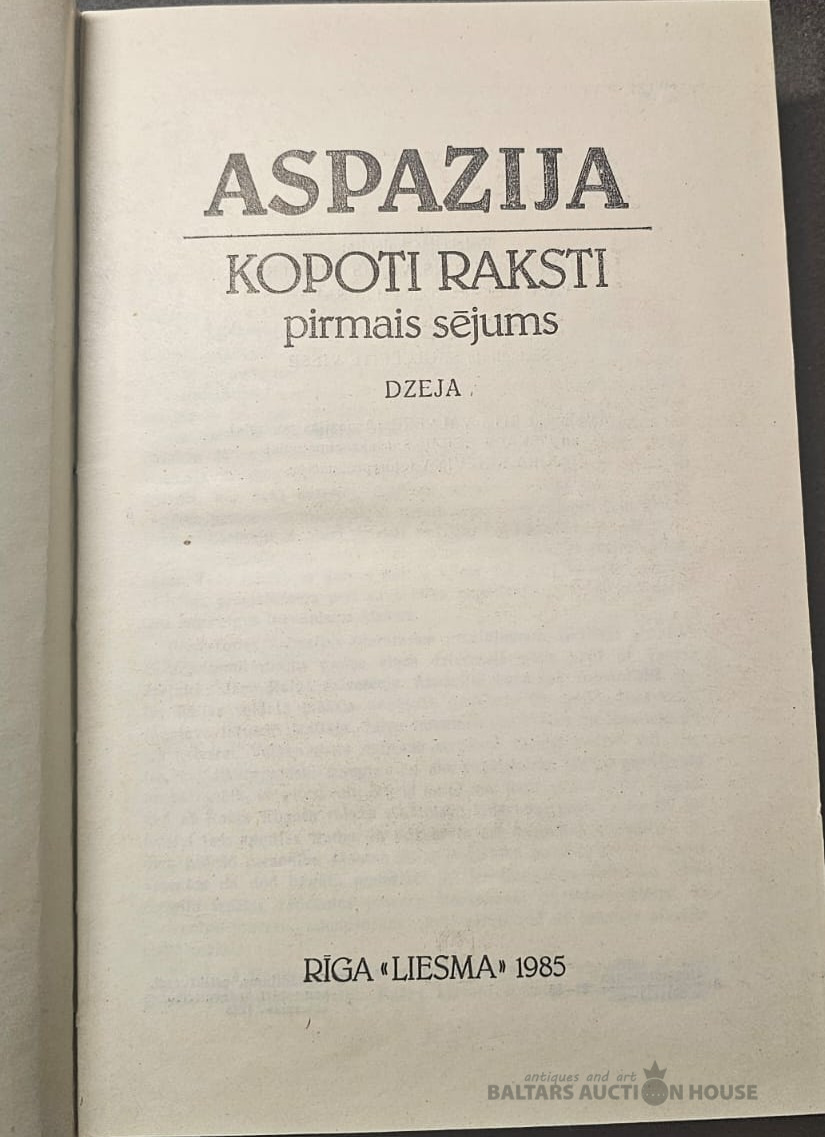 ASPAZIJA
KOPOTI RAKSTI
pirmais sējums
DZEJA
RĪGA «LIESMA» 1985
antiques and art
BALTARS AUCTION HOUSE